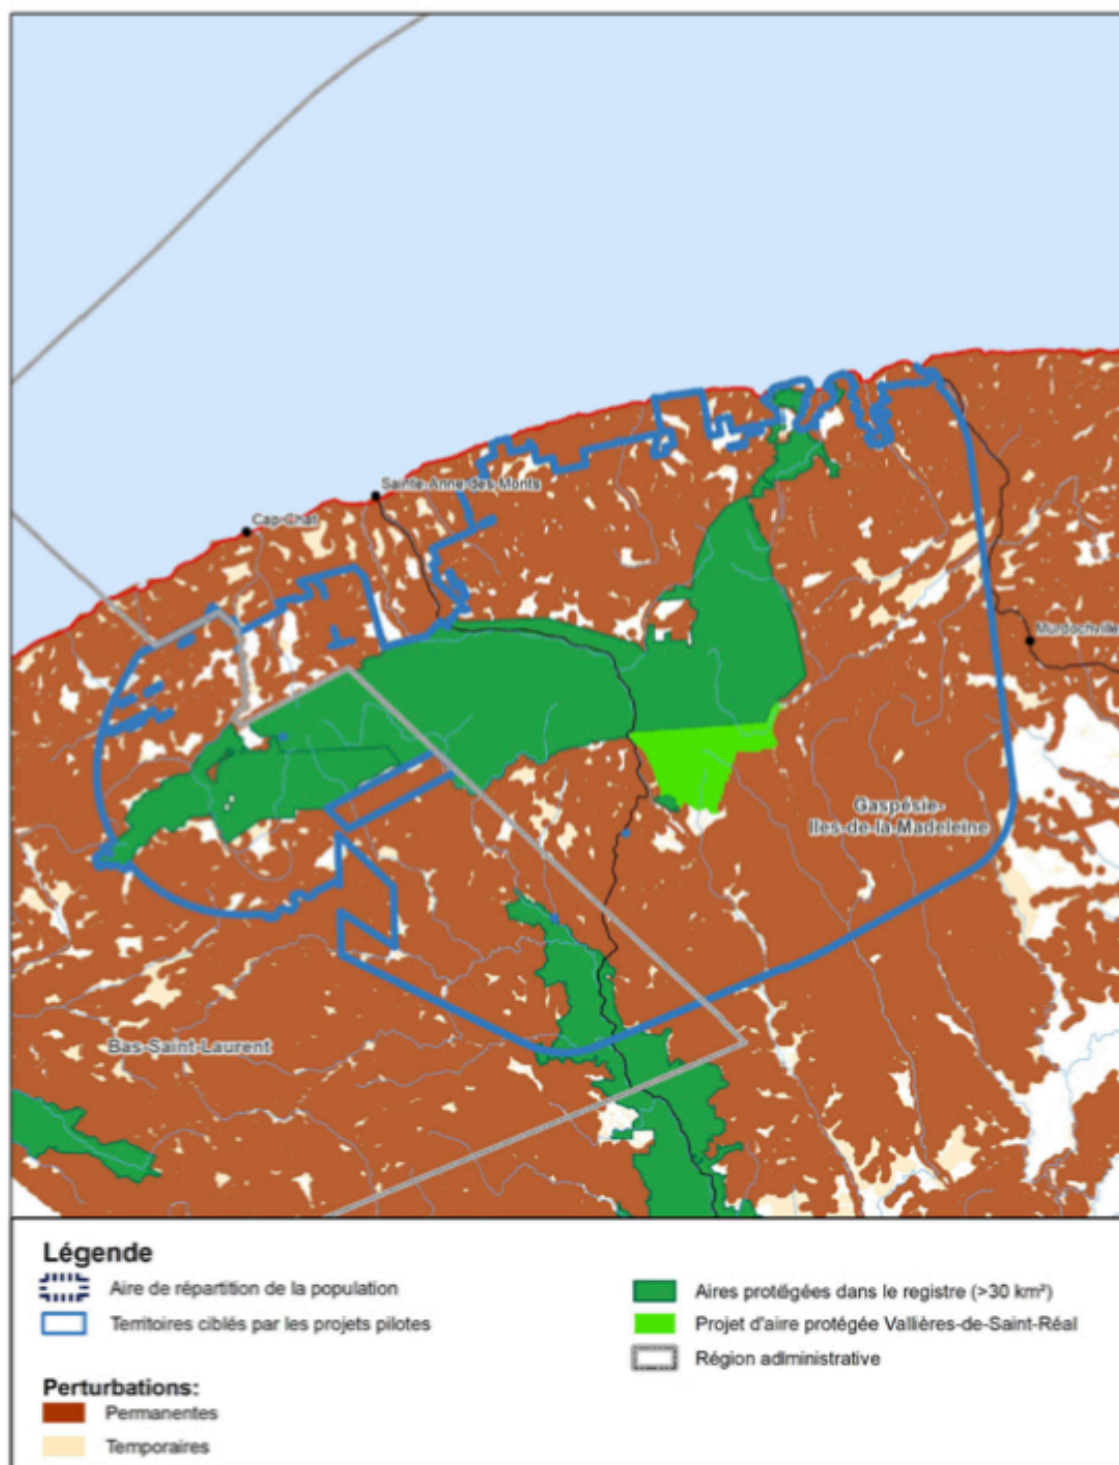 Sainte-Anne-des-Monts
Cap-Chat
Murdochville
Gaspésie-
Iles-de-la-Madeleine
Bas-Saint-Laurent
Légende
Aire de répartition de la population
Territoires ciblés par les projets pilotes
Perturbations:
Permanentes
Temporaires
Aires protégées dans le registre (>30 km²)
Projet d'aire protégée Vallières-de-Saint-Réal
Région administrative